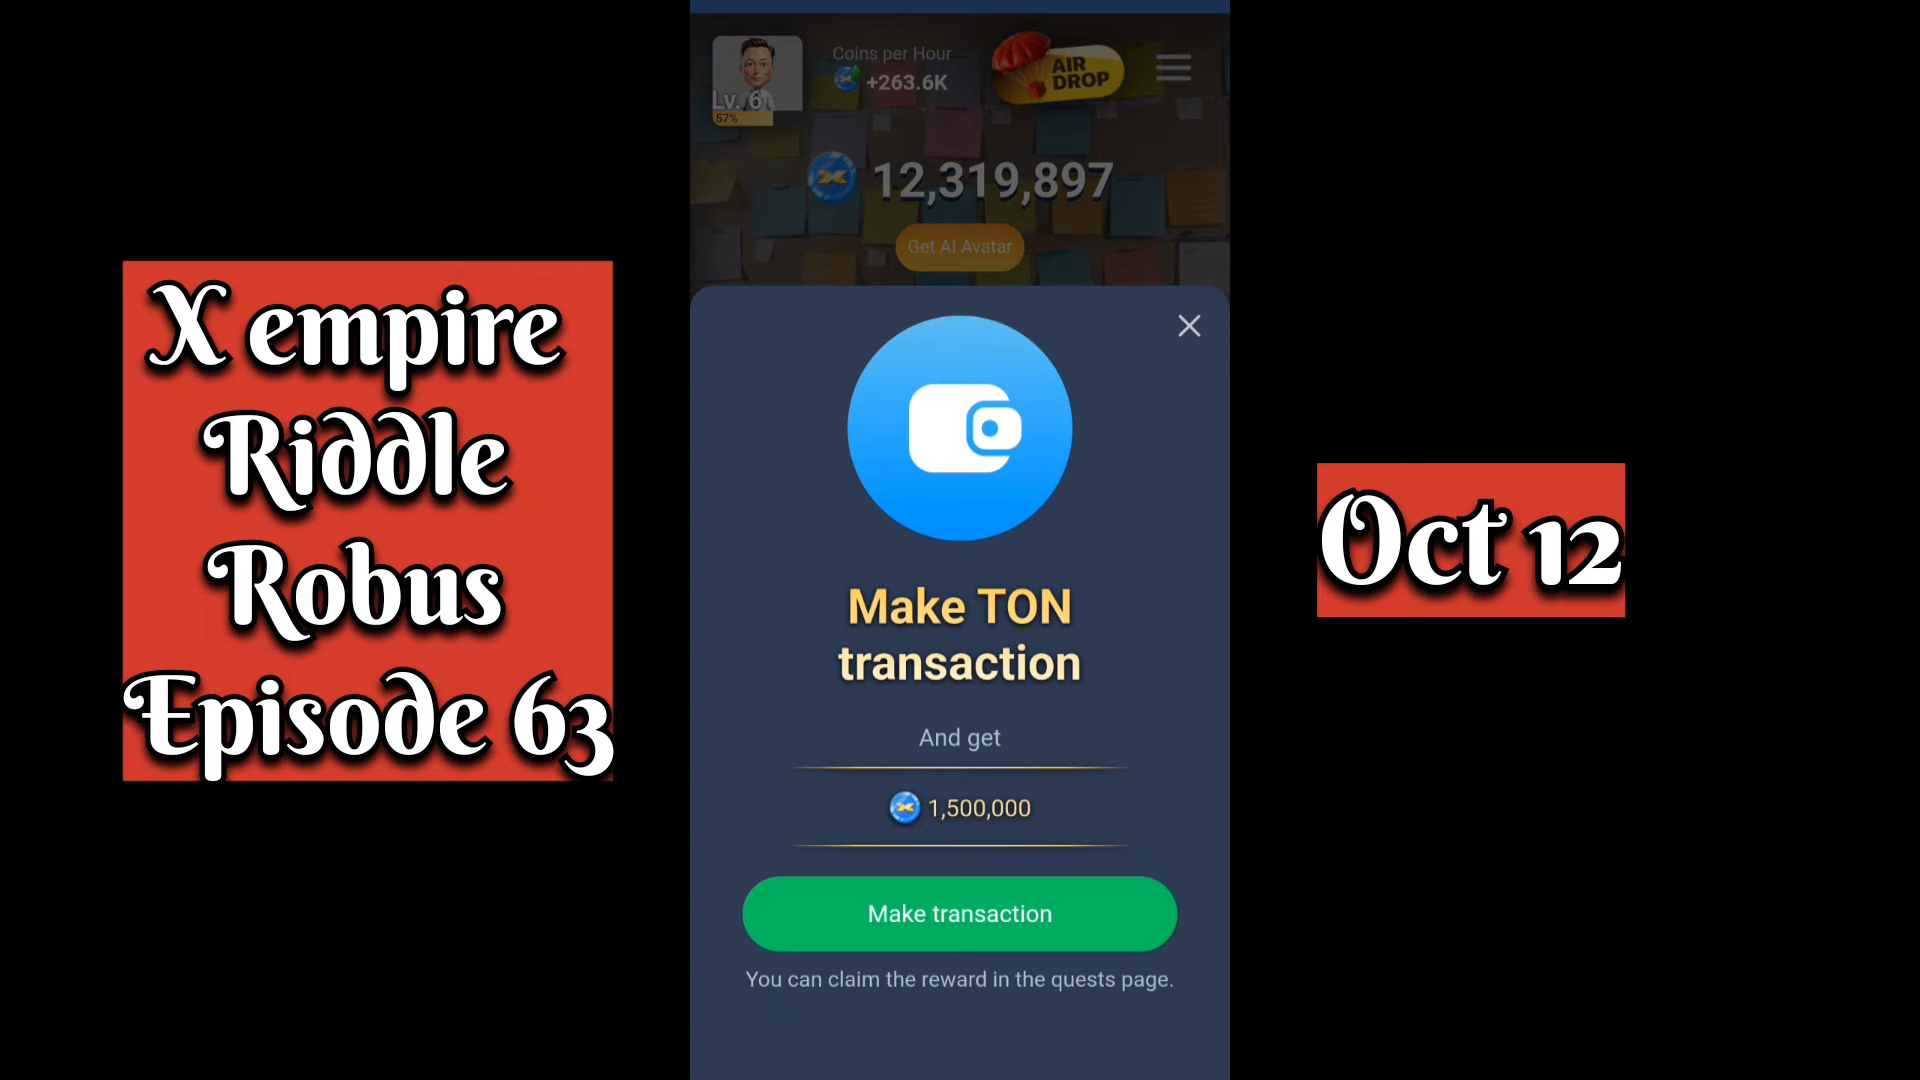 X empire
Riddle
Robus
Episode 63
Lv. 6
57%
Coins per Hour
+263.6K
AIR
DROP
12,319,897
Get AI Avatar
Make TON
transaction
And get
1,500,000
Make transaction
You can claim the reward in the quests page.
Oct 12